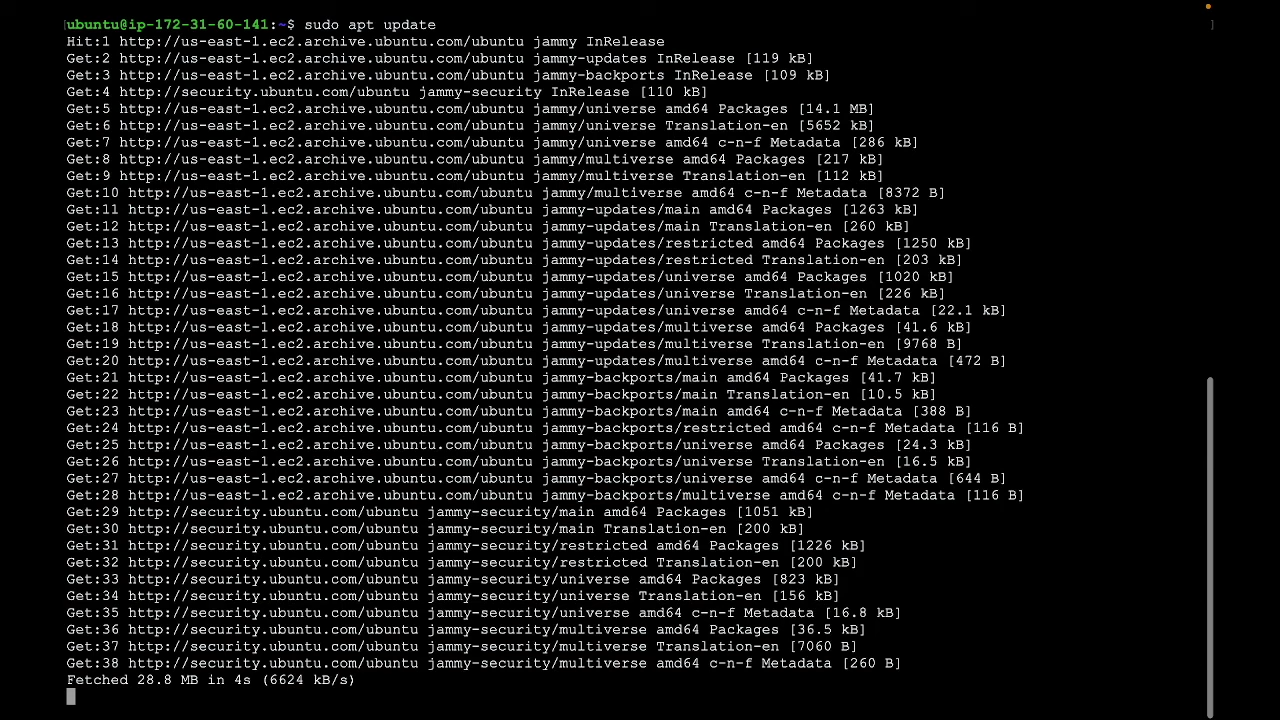 ubuntu@ip-172-31-60-141:~$ sudo apt update
Hit:1 http://us-east-1.ec2.archive.ubuntu.com/ubuntu jammy InRelease
Get:2 http://us-east-1.ec2.archive.ubuntu.com/ubuntu jammy-updates InRelease [119 kB]
Get:3 http://us-east-1.ec2.archive.ubuntu.com/ubuntu jammy-backports InRelease [109 kB]
Get:4 http://security.ubuntu.com/ubuntu jammy-security InRelease [110 kB]
Get:5 http://us-east-1.ec2.archive.ubuntu.com/ubuntu jammy/universe amd64 Packages [14.1 MB]
Get:6 http://us-east-1.ec2.archive.ubuntu.com/ubuntu jammy/universe Translation-en [5652 kB]
Get:7 http://us-east-1.ec2.archive.ubuntu.com/ubuntu jammy/universe amd64 c-n-f Metadata [286 kB]
Get:8 http://us-east-1.ec2.archive.ubuntu.com/ubuntu jammy/multiverse amd64 Packages [217 kB]
Get:9 http://us-east-1.ec2.archive.ubuntu.com/ubuntu jammy/multiverse Translation-en [112 kB]
Get:10 http://us-east-1.ec2.archive.ubuntu.com/ubuntu jammy/multiverse amd64 c-n-f Metadata [8372 B]
Get:11 http://us-east-1.ec2.archive.ubuntu.com/ubuntu jammy-updates/main amd64 Packages [1263 kB]
Get:12 http://us-east-1.ec2.archive.ubuntu.com/ubuntu jammy-updates/main Translation-en [260 kB]
Get:13 http://us-east-1.ec2.archive.ubuntu.com/ubuntu jammy-updates/restricted amd64 Packages [1250 kB]
Get:14 http://us-east-1.ec2.archive.ubuntu.com/ubuntu jammy-updates/restricted Translation-en [203 kB]
Get:15 http://us-east-1.ec2.archive.ubuntu.com/ubuntu jammy-updates/universe amd64 Packages [1020 kB]
Get:16 http://us-east-1.ec2.archive.ubuntu.com/ubuntu jammy-updates/universe Translation-en [226 kB]
Get:17 http://us-east-1.ec2.archive.ubuntu.com/ubuntu jammy-updates/universe amd64 c-n-f Metadata [22.1 kB]
Get:18 http://us-east-1.ec2.archive.ubuntu.com/ubuntu jammy-updates/multiverse amd64 Packages [41.6 kB]
Get:19 http://us-east-1.ec2.archive.ubuntu.com/ubuntu jammy-updates/multiverse Translation-en [9768 B]
Get:20 http://us-east-1.ec2.archive.ubuntu.com/ubuntu jammy-updates/multiverse amd64 c-n-f Metadata [472 B]
Get:21 http://us-east-1.ec2.archive.ubuntu.com/ubuntu jammy-backports/main amd64 Packages [41.7 kB]
Get:22 http://us-east-1.ec2.archive.ubuntu.com/ubuntu jammy-backports/main Translation-en [10.5 kB]
Get:23 http://us-east-1.ec2.archive.ubuntu.com/ubuntu jammy-backports/main amd64 c-n-f Metadata [388 B]
Get:24 http://us-east-1.ec2.archive.ubuntu.com/ubuntu jammy-backports/restricted amd64 c-n-f Metadata [116 B]
Get:25 http://us-east-1.ec2.archive.ubuntu.com/ubuntu jammy-backports/universe amd64 Packages [24.3 kB]
Get:26 http://us-east-1.ec2.archive.ubuntu.com/ubuntu jammy-backports/universe Translation-en [16.5 kB]
Get:27 http://us-east-1.ec2.archive.ubuntu.com/ubuntu jammy-backports/universe amd64 c-n-f Metadata [644 B]
Get:28 http://us-east-1.ec2.archive.ubuntu.com/ubuntu jammy-backports/multiverse amd64 c-n-f Metadata [116 B]
Get:29 http://security.ubuntu.com/ubuntu jammy-security/main amd64 Packages [1051 kB]
Get:30 http://security.ubuntu.com/ubuntu jammy-security/main Translation-en [200 kB]
Get:31 http://security.ubuntu.com/ubuntu jammy-security/restricted amd64 Packages [1226 kB]
Get:32 http://security.ubuntu.com/ubuntu jammy-security/restricted Translation-en [200 kB]
Get:33 http://security.ubuntu.com/ubuntu jammy-security/universe amd64 Packages [823 kB]
Get:34 http://security.ubuntu.com/ubuntu jammy-security/universe Translation-en [156 kB]
Get:35 http://security.ubuntu.com/ubuntu jammy-security/universe amd64 c-n-f Metadata [16.8 kB]
Get:36 http://security.ubuntu.com/ubuntu jammy-security/multiverse amd64 Packages [36.5 kB]
Get:37 http://security.ubuntu.com/ubuntu jammy-security/multiverse Translation-en [7060 B]
Get:38 http://security.ubuntu.com/ubuntu jammy-security/multiverse amd64 c-n-f Metadata [260 B]
Fetched 28.8 MB in 4s (6624 kB/s)